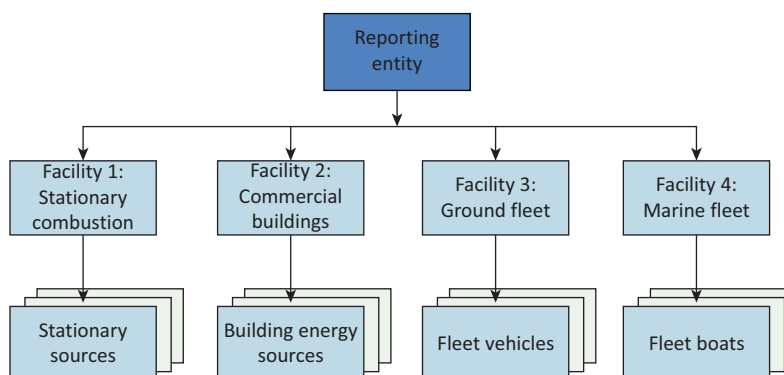 Reporting
entity
Facility 1:
Stationary
combustion
Facility 2:
Commercial
buildings
Facility 3:
Ground fleet
Facility 4:
Marine fleet
Stationary
sources
Building energy
sources
Fleet vehicles
Fleet boats